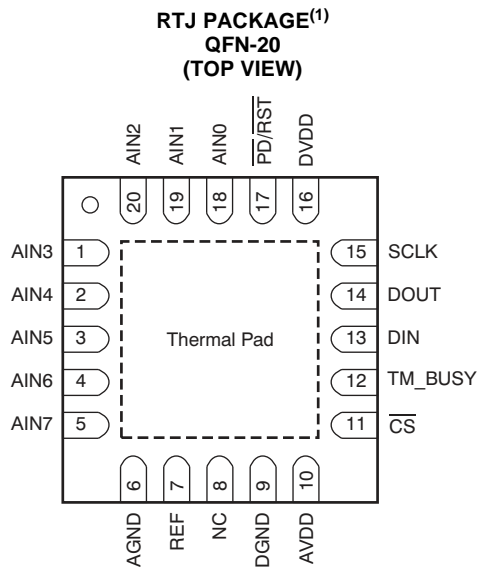 RTJ PACKAGE(1)
QFN-20
(TOP VIEW)
AIN2
AIN1
AIN0
PD/RST
DVDD
20
19
18
17
16
AIN3 1
15 SCLK
AIN4 2
14 DOUT
AIN5 3
Thermal Pad
13 DIN
AIN6 4
12 TM_BUSY
AIN7 5
11 CS
6
7
8
9
10
AGND
REF
NC
DGND
AVDD